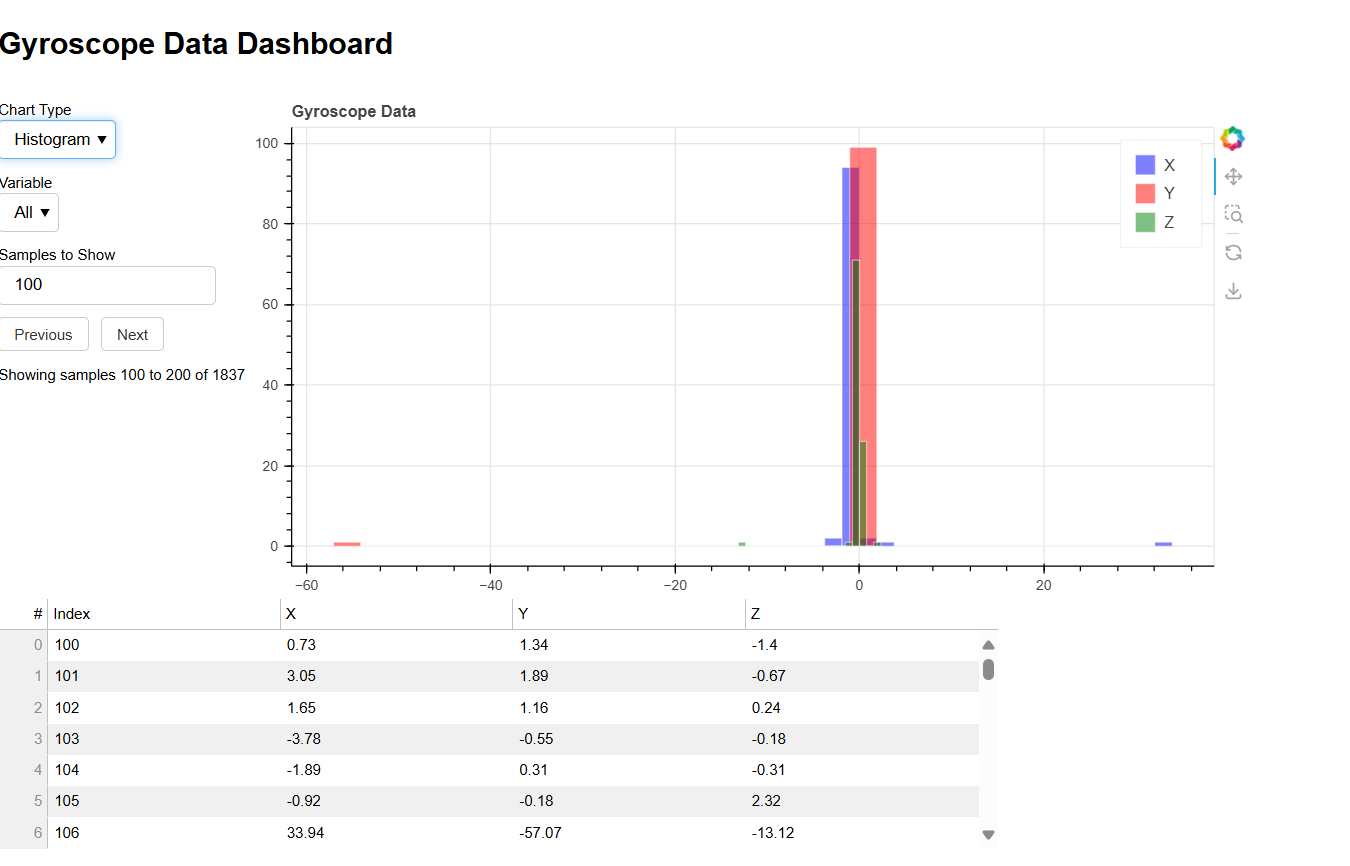 Gyroscope Data Dashboard
Chart Type
Histogram ▼
Variable
All ▼
Samples to Show
100
Previous Next
Showing samples 100 to 200 of 1837
Gyroscope Data
100
80
60
40
20
0
−60 −40 −20 0 20
X
Y
Z
# Index X Y Z
0 100 0.73 1.34 -1.4
1 101 3.05 1.89 -0.67
2 102 1.65 1.16 0.24
3 103 -3.78 -0.55 -0.18
4 104 -1.89 0.31 -0.31
5 105 -0.92 -0.18 2.32
6 106 33.94 -57.07 -13.12